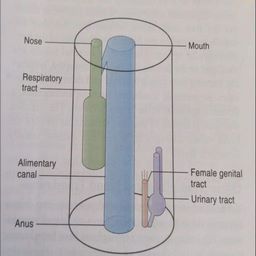 Nose
Mouth
Respiratory
tract
Alimentary
canal
Female genital
tract
Urinary tract
Anus